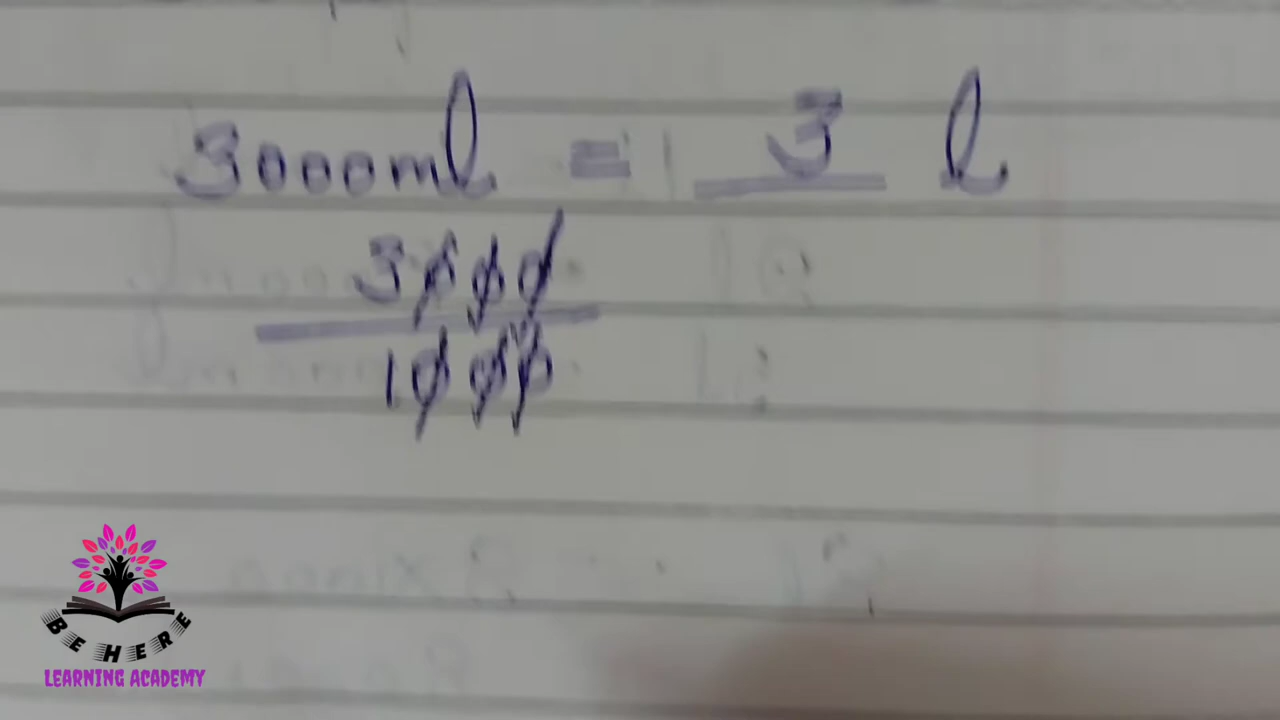 3000ml = 3 l
3000
1000
BE HERE
LEARNING ACADEMY